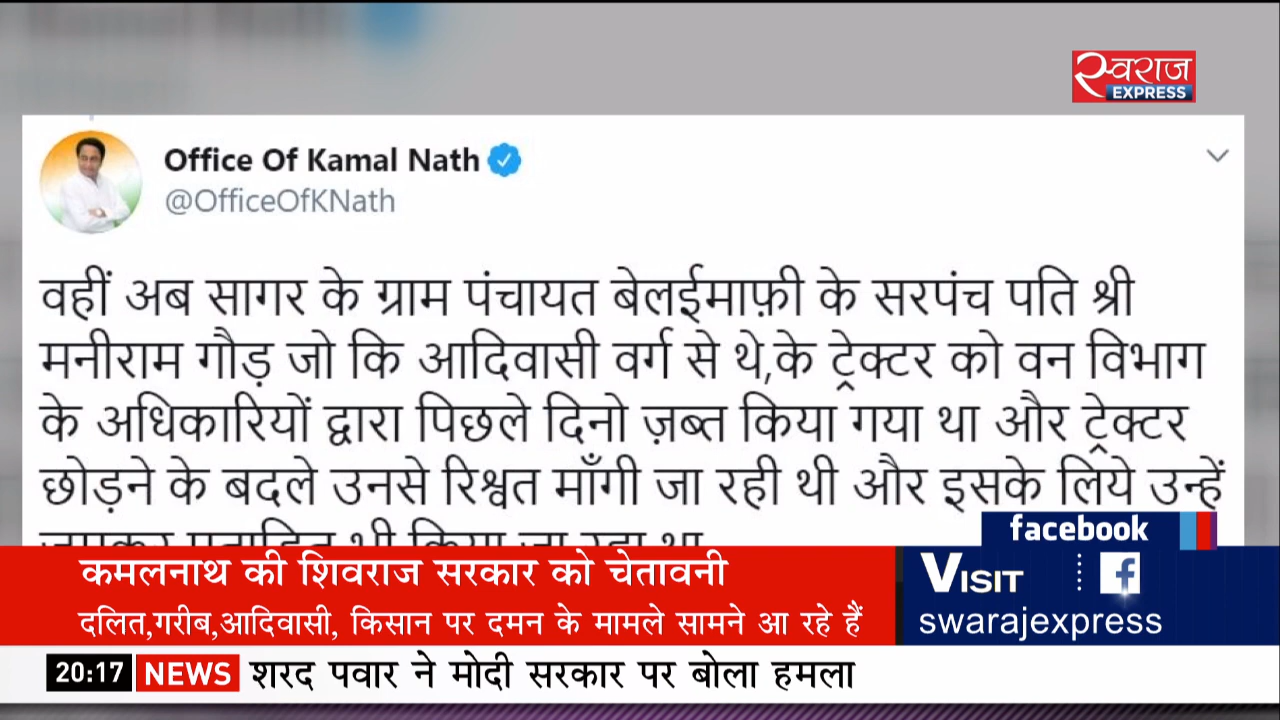 स्वराज
EXPRESS
Office Of Kamal Nath
@OfficeOfKNath
वहीं अब सागर के ग्राम पंचायत बेलईमाफ़ी के सरपंच पति श्री
मनीराम गौड़ जो कि आदिवासी वर्ग से थे,के ट्रेक्टर को वन विभाग
के अधिकारियों द्वारा पिछले दिनो ज़ब्त किया गया था और ट्रेक्टर
छोड़ने के बदले उनसे रिश्वत माँगी जा रही थी और इसके लिये उन्हें
भी किया जा रहा था
facebook
कमलनाथ की शिवराज सरकार को चेतावनी
दलित,गरीब,आदिवासी, किसान पर दमन के मामले सामने आ रहे हैं
VISIT f
swarajexpress
20:17 NEWS शरद पवार ने मोदी सरकार पर बोला हमला